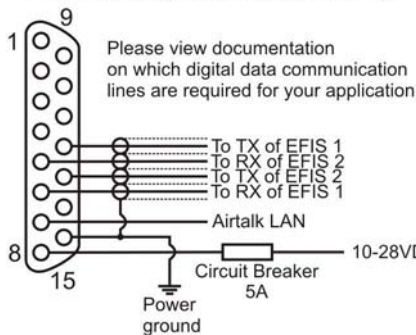 9
1
Please view documentation
on which digital data communication
lines are required for your application
To TX of EFIS 1
To RX of EFIS 2
To TX of EFIS 2
To RX of EFIS 1
Airtalk LAN
8
10-28VD
15
Circuit Breaker
5A
Power
ground